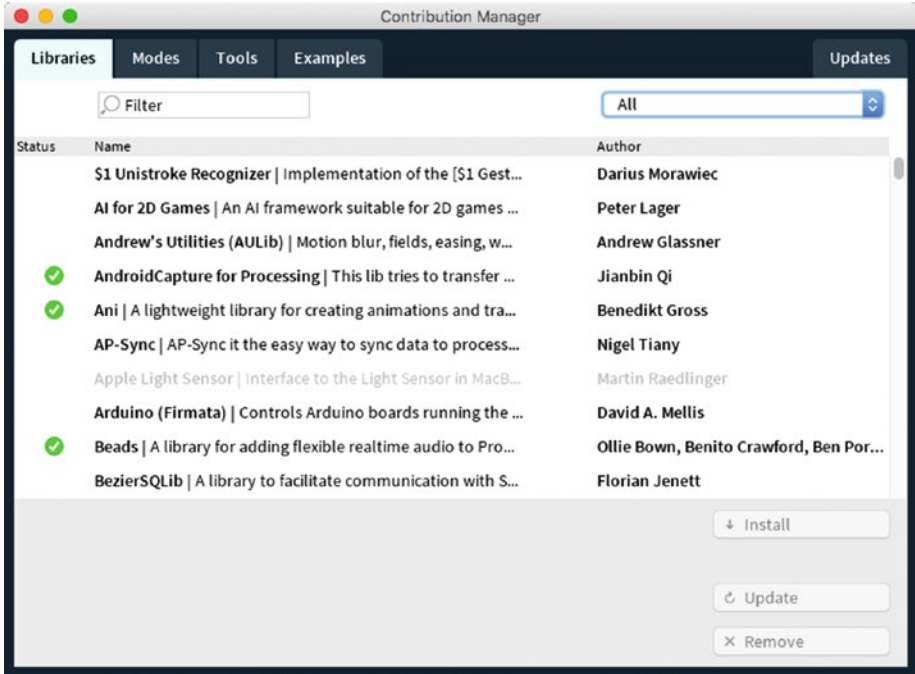 Contribution Manager
Libraries Modes Tools Examples Updates
Filter All
Status Name Author
$1 Unistroke Recognizer | Implementation of the [$1 Gest... Darius Morawiec
AI for 2D Games | An AI framework suitable for 2D games ... Peter Lager
Andrew's Utilities (AULib) | Motion blur, fields, easing, w... Andrew Glassner
AndroidCapture for Processing | This lib tries to transfer ... Jianbin Qi
Ani | A lightweight library for creating animations and tra... Benedikt Gross
AP-Sync | AP-Sync it the easy way to sync data to process... Nigel Tiany
Apple Light Sensor | Interface to the Light Sensor in MacB... Martin Raedlinger
Arduino (Firmata) | Controls Arduino boards running the ... David A. Mellis
Beads | A library for adding flexible realtime audio to Pro... Ollie Bown, Benito Crawford, Ben Por...
BezierSQLib | A library to facilitate communication with S... Florian Jenett
Install
Update
Remove